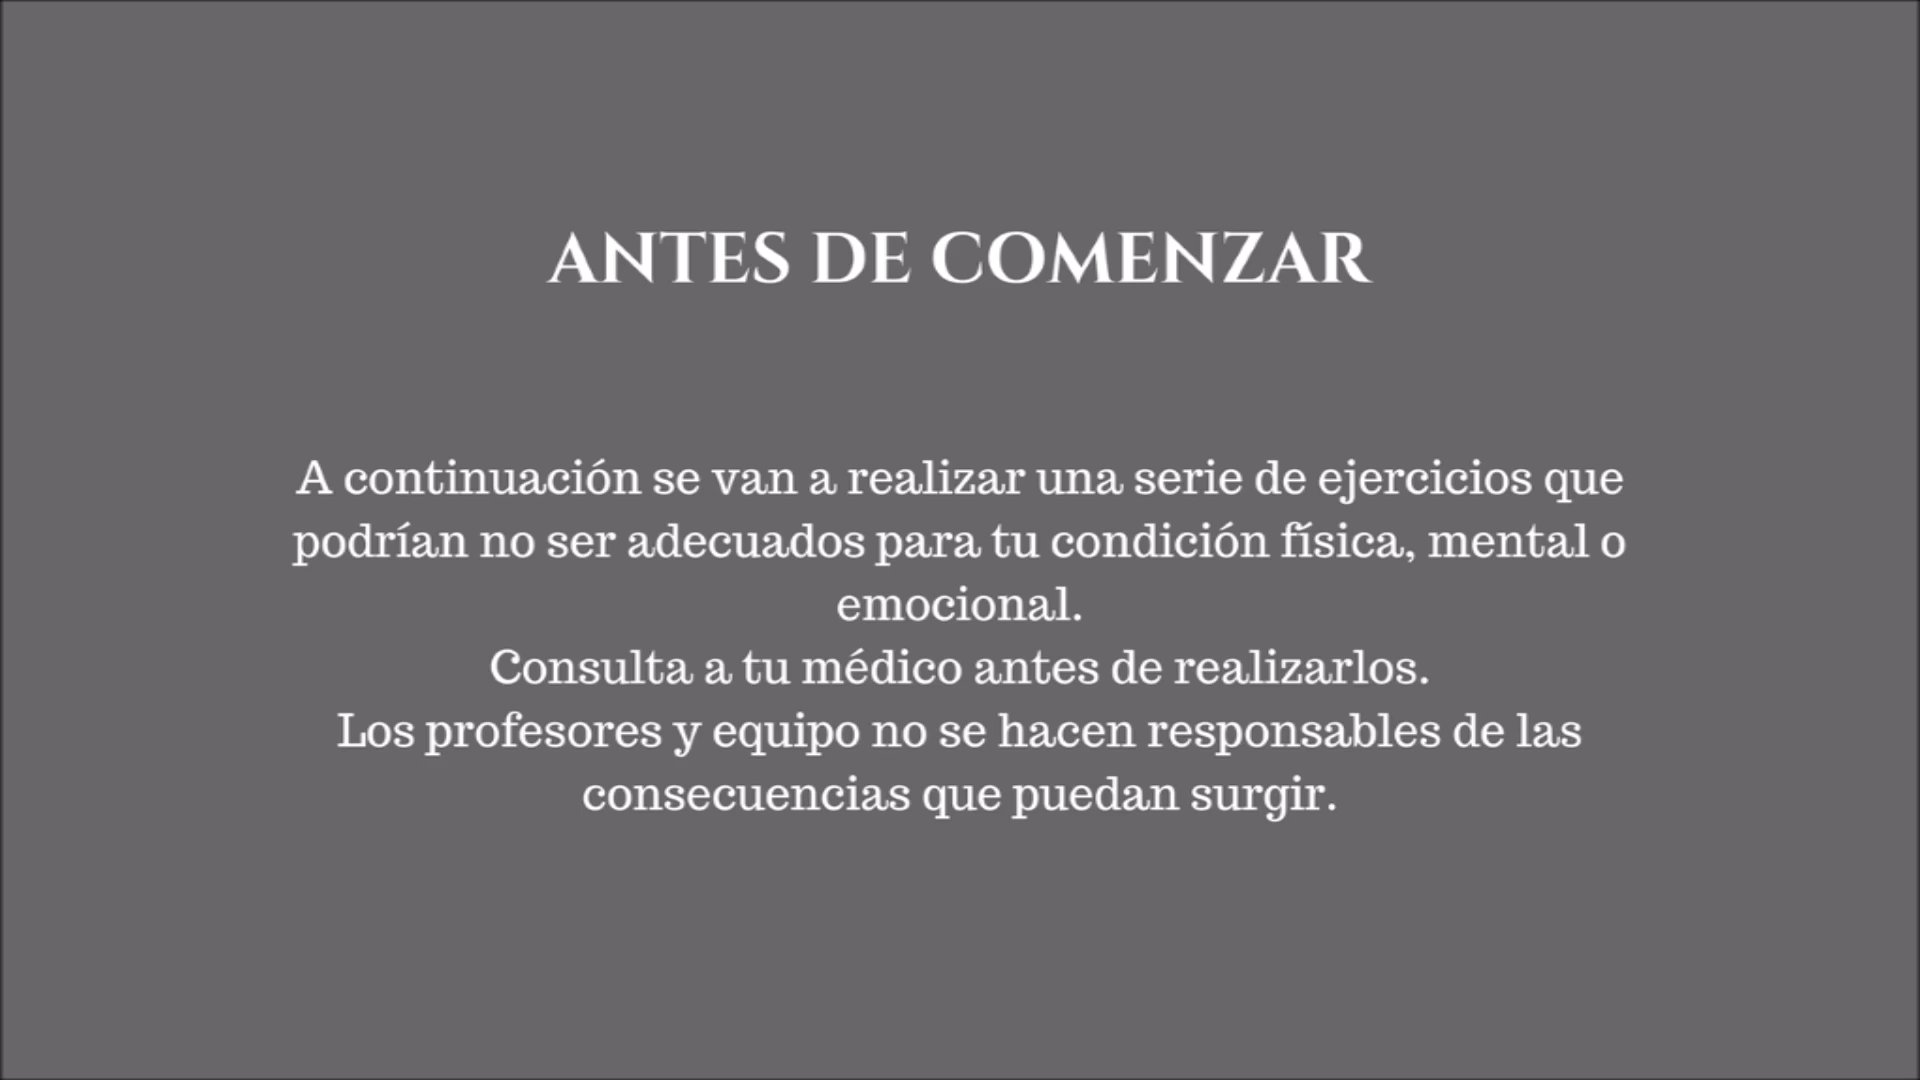 ANTES DE COMENZAR
A continuación se van a realizar una serie de ejercicios que
podrían no ser adecuados para tu condición física, mental o
emocional.
Consulta a tu médico antes de realizarlos.
Los profesores y equipo no se hacen responsables de las
consecuencias que puedan surgir.